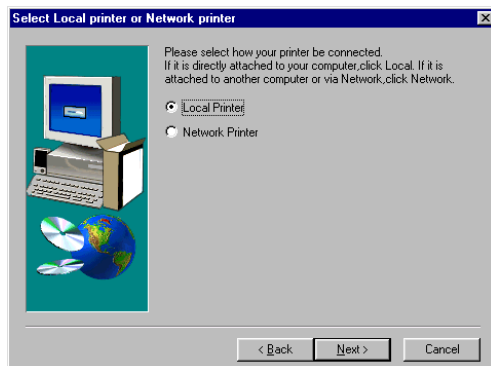 Select Local printer or Network printer
Please select how your printer be connected.
If it is directly attached to your computer,click Local. If it is
attached to another computer or via Network,click Network.
Local Printer
Network Printer
< Back
Next >
Cancel